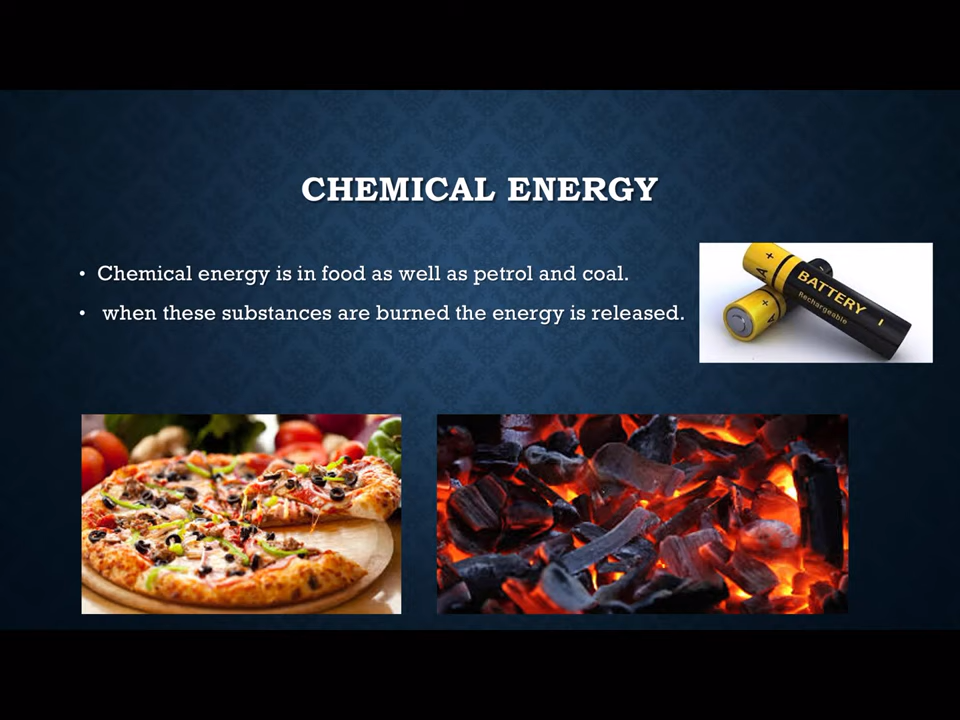 CHEMICAL ENERGY
• Chemical energy is in food as well as petrol and coal.
• when these substances are burned the energy is released.
+
A
BATTERY
Rechargeable
-
+
A